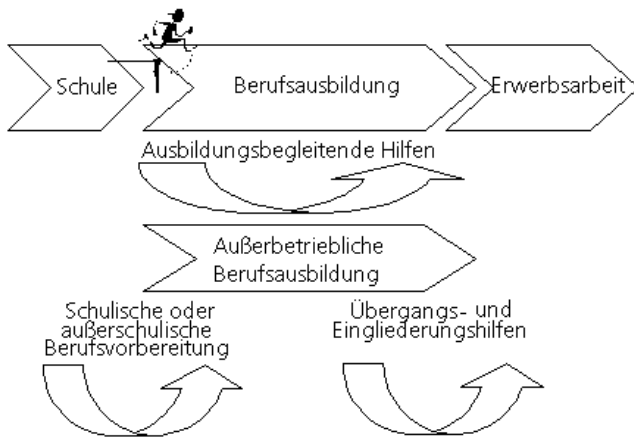 Schule
Berufsausbildung
Erwerbsarbeit
Ausbildungsbegleitende Hilfen
Außerbetriebliche
Berufsausbildung
Schulische oder
außerschulische
Berufsvorbereitung
Übergangs- und
Eingliederungshilfen